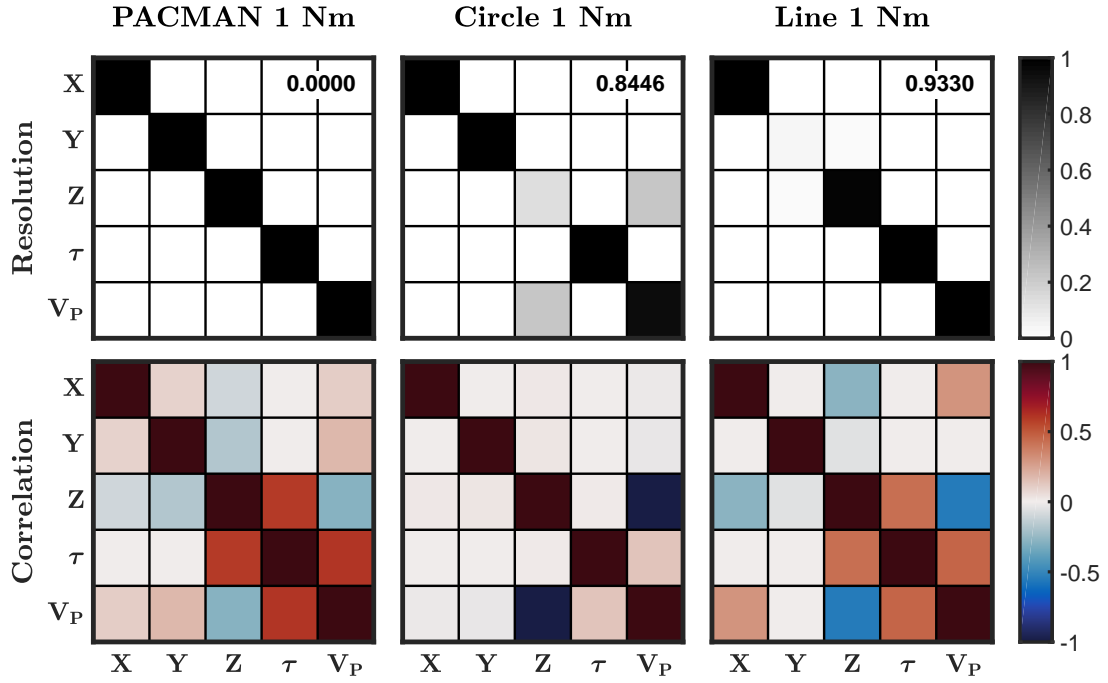 PACMAN 1 Nm Circle 1 Nm Line 1 Nm
Resolution
X 0.0000 0.8446 0.9330 1
Y 0.8
Z 0.6
τ 0.4
V_P 0.2
0
Correlation
X 1
Y 0.5
Z 0
τ -0.5
V_P -1
X Y Z τ V_P X Y Z τ V_P X Y Z τ V_P